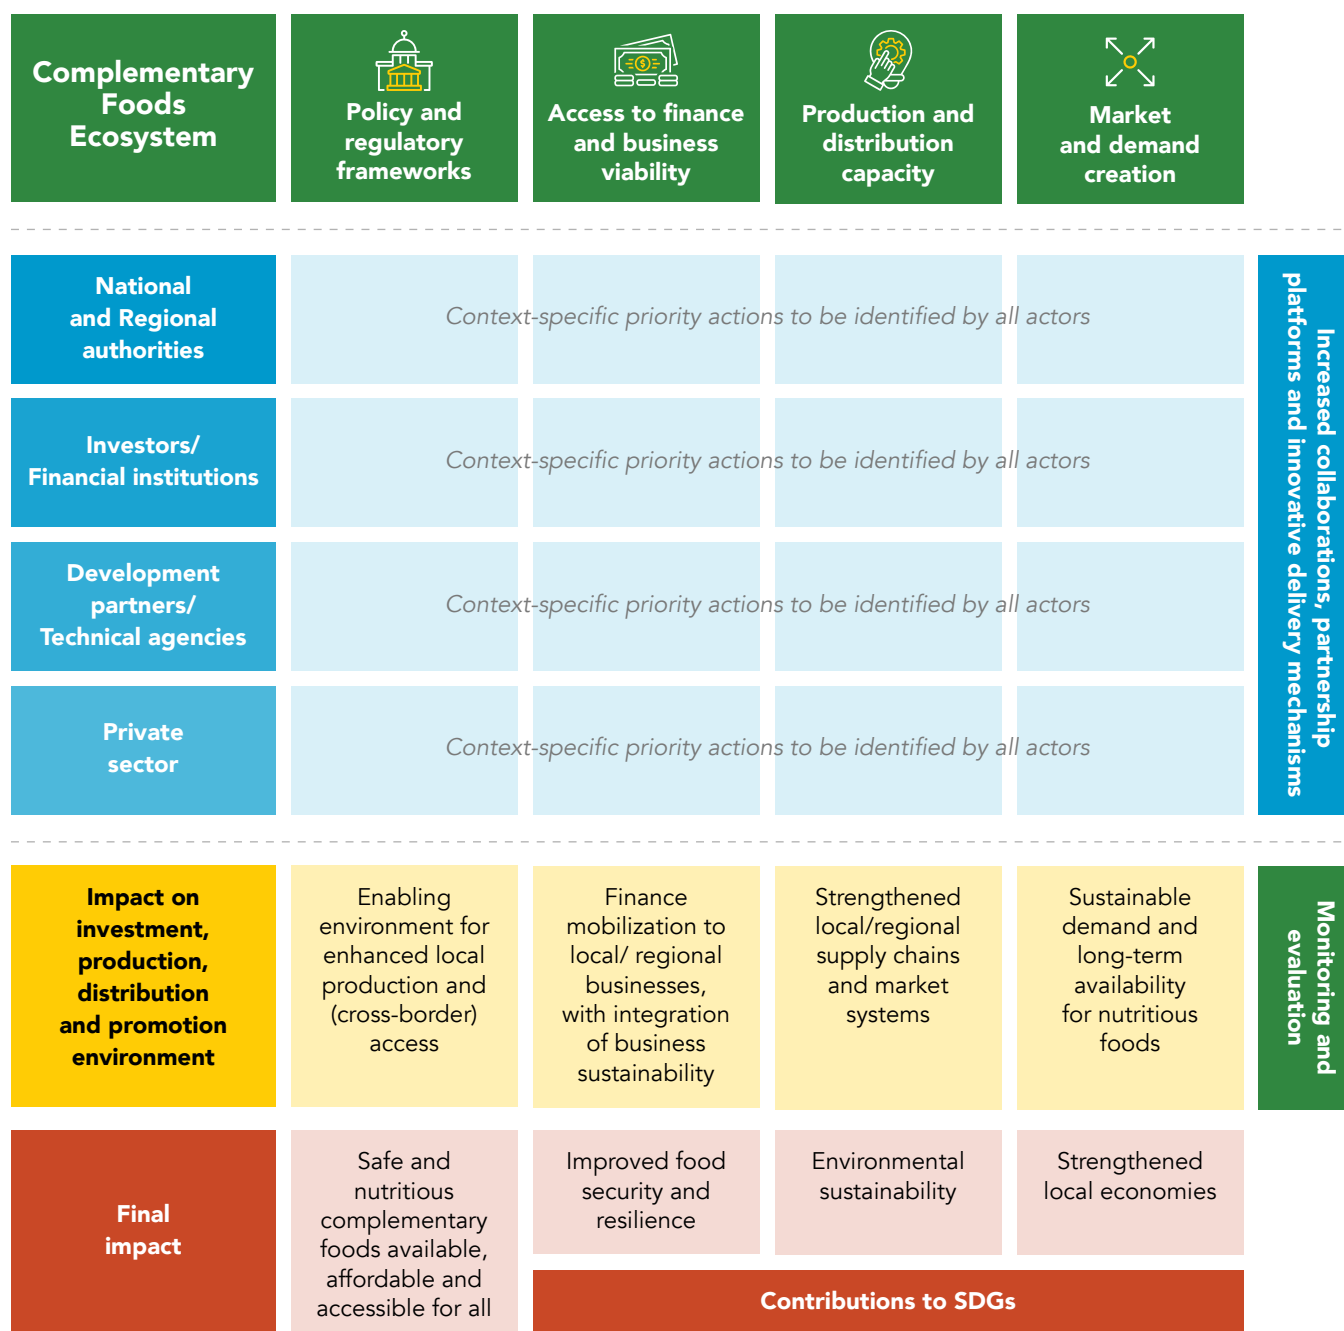 Complementary
Foods
Ecosystem
Policy and
regulatory
frameworks
Access to finance
and business
viability
Production and
distribution
capacity
Market
and demand
creation
National
and Regional
authorities
Context-specific priority actions to be identified by all actors
Investors/
Financial institutions
Context-specific priority actions to be identified by all actors
Development
partners/
Technical agencies
Context-specific priority actions to be identified by all actors
Private
sector
Context-specific priority actions to be identified by all actors
Increased collaborations, partnership
platforms and innovative delivery mechanisms
Impact on
investment,
production,
distribution
and promotion
environment
Enabling
environment for
enhanced local
production and
(cross-border)
access
Finance
mobilization to
local/ regional
businesses,
with integration
of business
sustainability
Strengthened
local/regional
supply chains
and market
systems
Sustainable
demand and
long-term
availability
for nutritious
foods
Monitoring and
evaluation
Final
impact
Safe and
nutritious
complementary
foods available,
affordable and
accessible for all
Improved food
security and
resilience
Environmental
sustainability
Strengthened
local economies
Contributions to SDGs